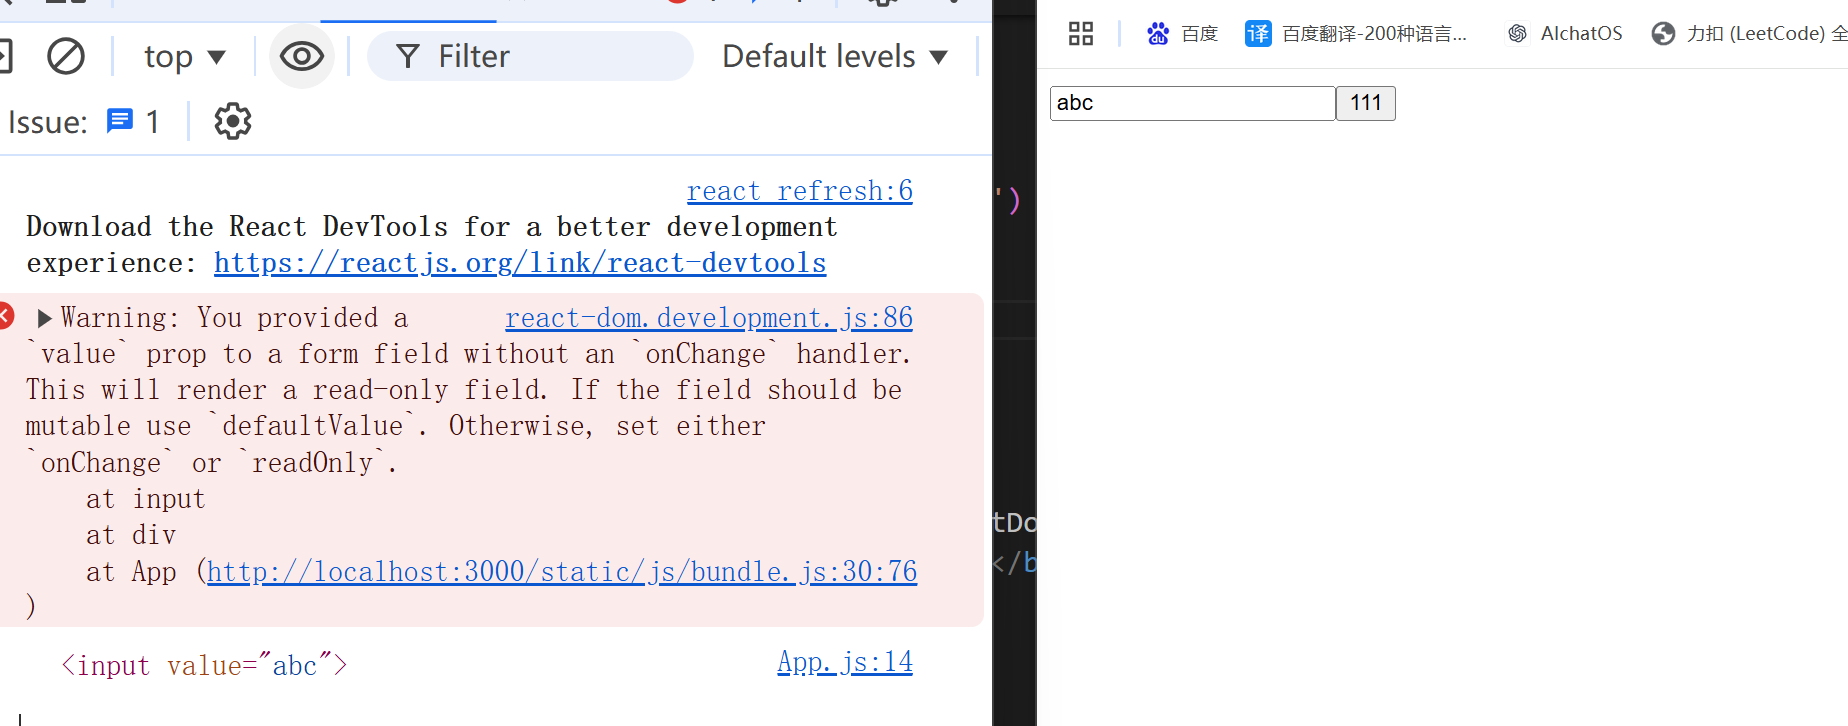 top ▼
Filter
Default levels ▼
Issue: 1
react refresh:6
Download the React DevTools for a better development
experience: https://reactjs.org/link/react-devtools
▶Warning: You provided a react-dom.development.js:86
`value` prop to a form field without an `onChange` handler.
This will render a read-only field. If the field should be
mutable use `defaultValue`. Otherwise, set either
`onChange` or `readOnly`.
at input
at div
at App (http://localhost:3000/static/js/bundle.js:30:76
)
<input value="abc"> App.js:14
')
tDo
</b
du 百度
译 百度翻译-200种语言...
AIchatOS
力扣 (LeetCode) 全
abc
111